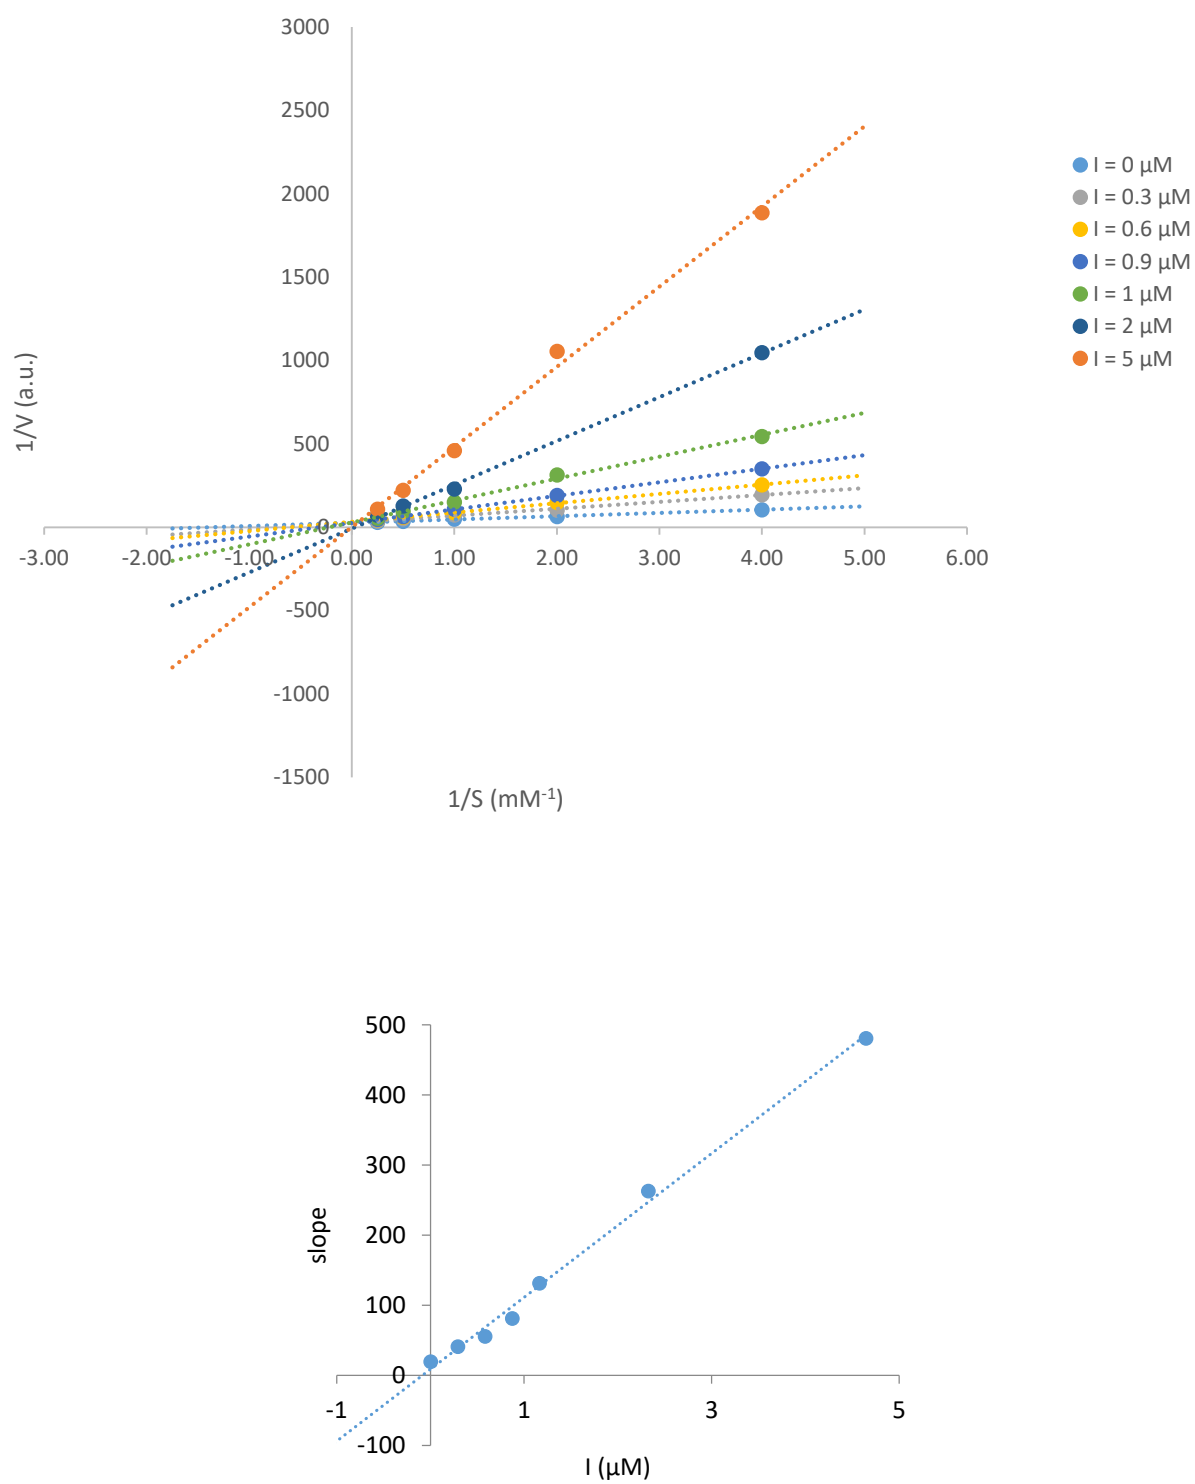 3000
2500
2000
1500
1000
500
0
-500
-1000
-1500
-3.00 -2.00 -1.00 0.00 1.00 2.00 3.00 4.00 5.00 6.00
1/V (a.u.)
1/S (mM⁻¹)
I = 0 µM
I = 0.3 µM
I = 0.6 µM
I = 0.9 µM
I = 1 µM
I = 2 µM
I = 5 µM
500
400
300
200
100
0
-100
-1 1 3 5
slope
I (µM)